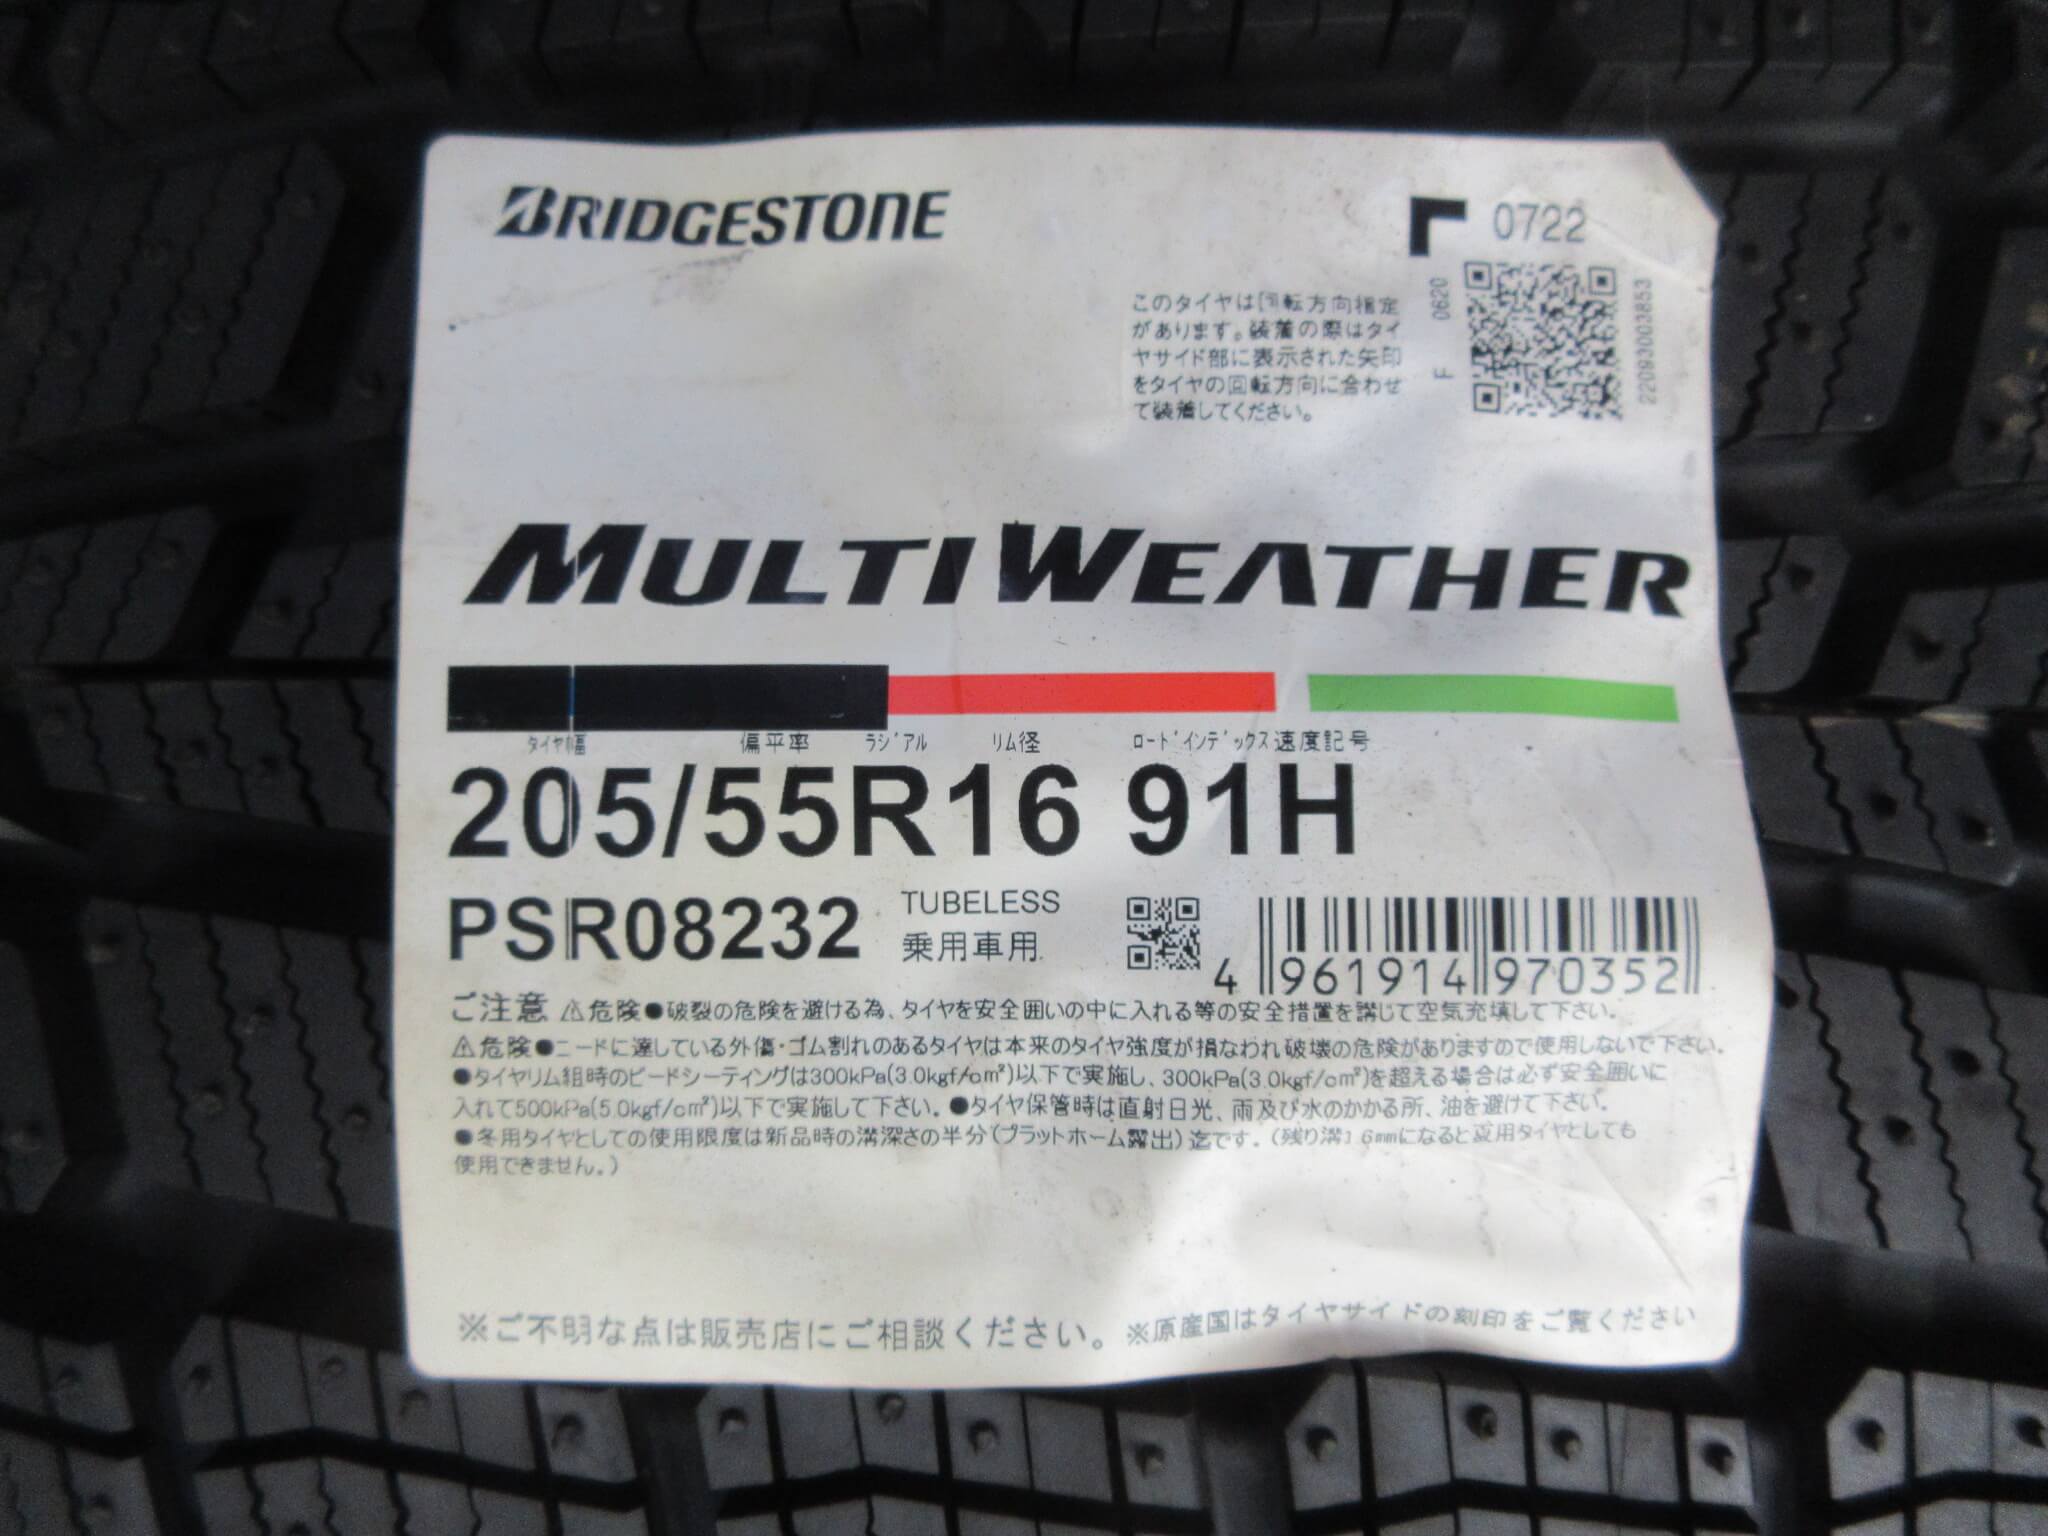 BRIDGESTONE
0722
F 0620
22093003853
このタイヤは回転方向指定
があります。装着の際はタイ
ヤサイド部に表示された矢印
をタイヤの回転方向に合わせ
て装着してください。
MULTIWEATHER
タイヤ幅 偏平率 ラジアル リム径 ロードインデックス 速度記号
205/55R16 91H
PSR08232 TUBELESS
乗用車用
4 961914 970352
ご注意 ⚠危険●破裂の危険を避ける為、タイヤを安全囲いの中に入れる等の安全措置を講じて空気充填して下さい。
⚠危険●コードに達している外傷・ゴム割れのあるタイヤは本来のタイヤ強度が損なわれ破壊の危険がありますので使用しないで下さい。
●タイヤリム組時のビードシーティングは300kPa(3.0kgf/cm²)以下で実施し、300kPa(3.0kgf/cm²)を超える場合は必ず安全囲いに
入れて500kPa(5.0kgf/cm²)以下で実施して下さい。●タイヤ保管時は直射日光、雨及び水のかかる所、油を避けて下さい。
●冬用タイヤとしての使用限度は新品時の溝深さの半分(プラットホーム露出)迄です。(残り溝1.6mmになると夏用タイヤとしても
使用できません。)
※ご不明な点は販売店にご相談ください。 ※原産国はタイヤサイドの刻印をご覧ください